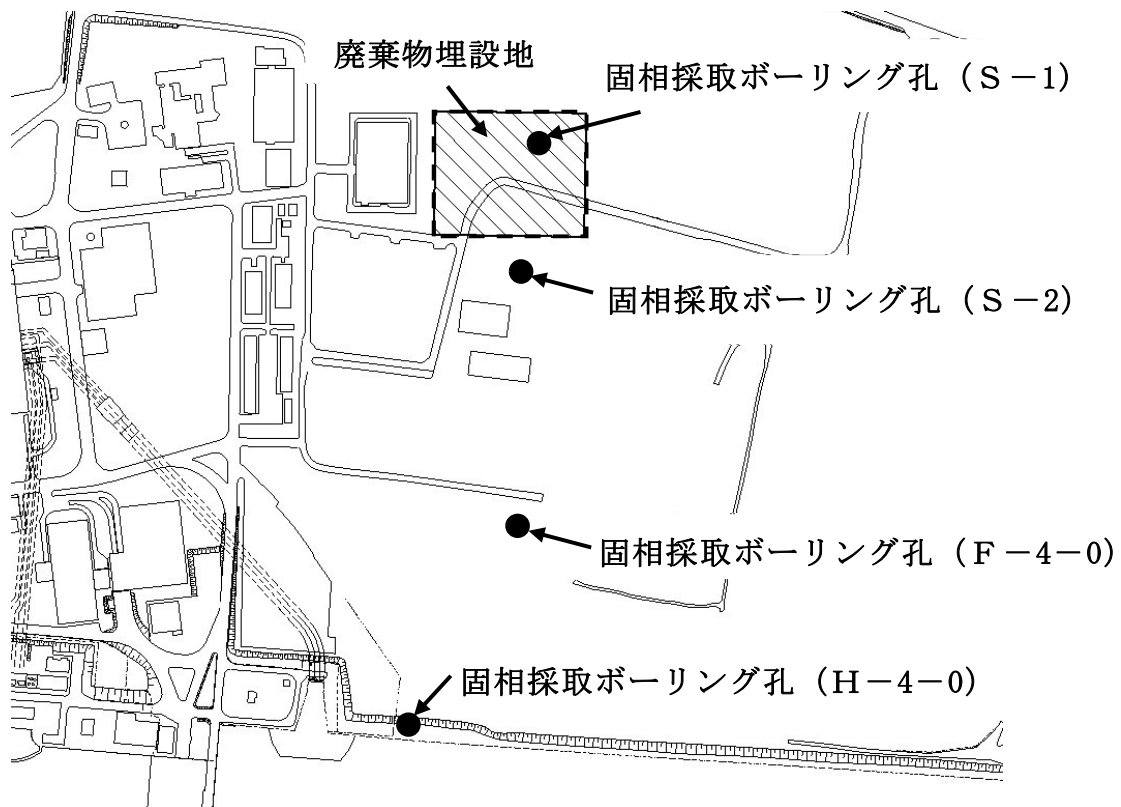 廃棄物埋設地
固相採取ボーリング孔（Ｓ－１）
固相採取ボーリング孔（Ｓ－２）
固相採取ボーリング孔（Ｆ－４－０）
固相採取ボーリング孔（Ｈ－４－０）